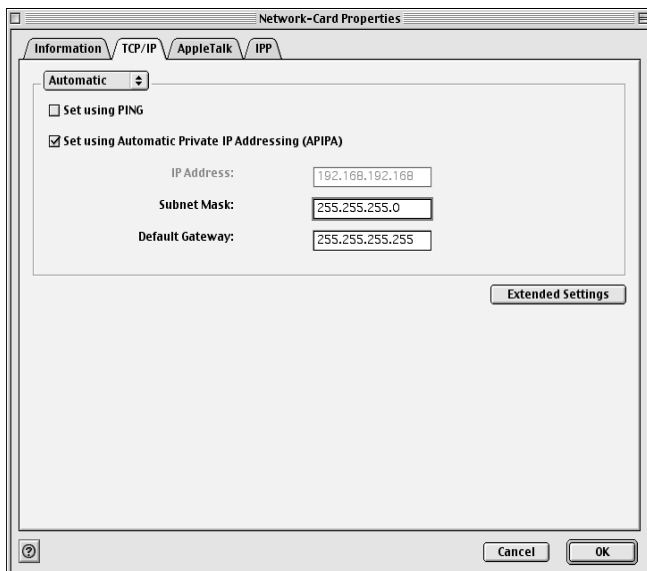 Network-Card Properties
Information TCP/IP AppleTalk IPP
Automatic
Set using PING
Set using Automatic Private IP Addressing (APIPA)
IP Address: 192.168.192.168
Subnet Mask: 255.255.255.0
Default Gateway: 255.255.255.255
Extended Settings
? Cancel OK